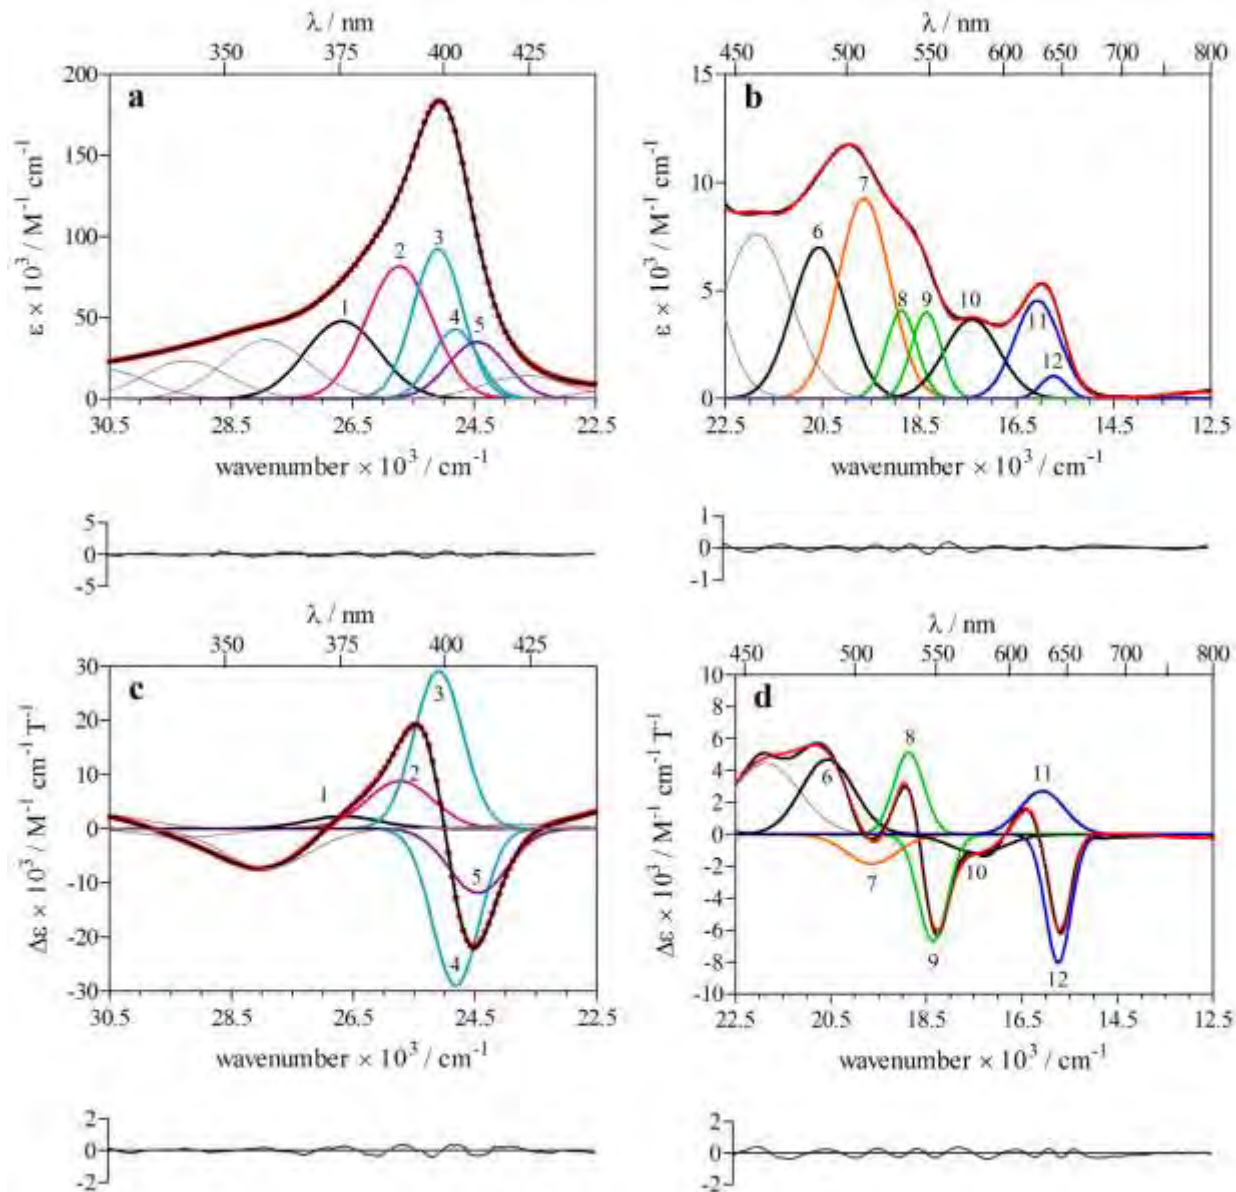 λ / nm
350 375 400 425
a
200
150
100
50
0
ε × 10³ / M⁻¹ cm⁻¹
1 2 3 4 5
30.5 28.5 26.5 24.5 22.5
wavenumber × 10³ / cm⁻¹
5
0
-5
λ / nm
450 500 550 600 650 700 800
b
15
10
5
0
ε × 10³ / M⁻¹ cm⁻¹
6 7 8 9 10 11 12
22.5 20.5 18.5 16.5 14.5 12.5
wavenumber × 10³ / cm⁻¹
1
0
-1
λ / nm
350 375 400 425
c
30
20
10
0
-10
-20
-30
Δε × 10³ / M⁻¹ cm⁻¹ T⁻¹
1 2 3 4 5
30.5 28.5 26.5 24.5 22.5
wavenumber × 10³ / cm⁻¹
2
0
-2
λ / nm
450 500 550 600 650 700 800
d
10
8
6
4
2
0
-2
-4
-6
-8
-10
Δε × 10³ / M⁻¹ cm⁻¹ T⁻¹
6 7 8 9 10 11 12
22.5 20.5 18.5 16.5 14.5 12.5
wavenumber × 10³ / cm⁻¹
2
0
-2